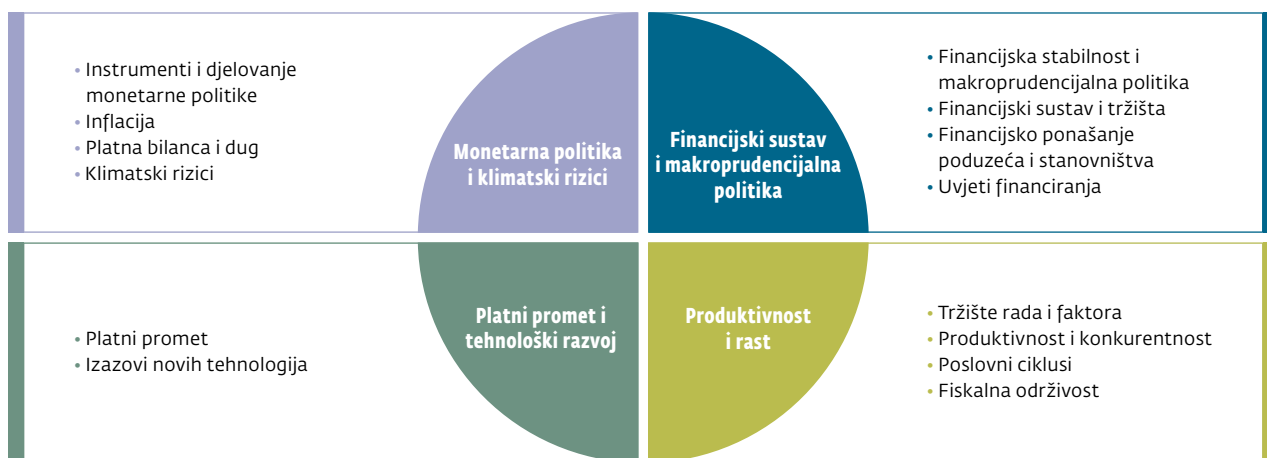 • Instrumenti i djelovanje
monetarne politike
• Inflacija
• Platna bilanca i dug
• Klimatski rizici
Monetarna politika
i klimatski rizici
Financijski sustav
i makroprudencijalna
politika
• Financijska stabilnost i
makroprudencijalna politika
• Financijski sustav i tržišta
• Financijsko ponašanje
poduzeća i stanovništva
• Uvjeti financiranja
• Platni promet
• Izazovi novih tehnologija
Platni promet i
tehnološki razvoj
Produktivnost
i rast
• Tržište rada i faktora
• Produktivnost i konkurentnost
• Poslovni ciklusi
• Fiskalna održivost